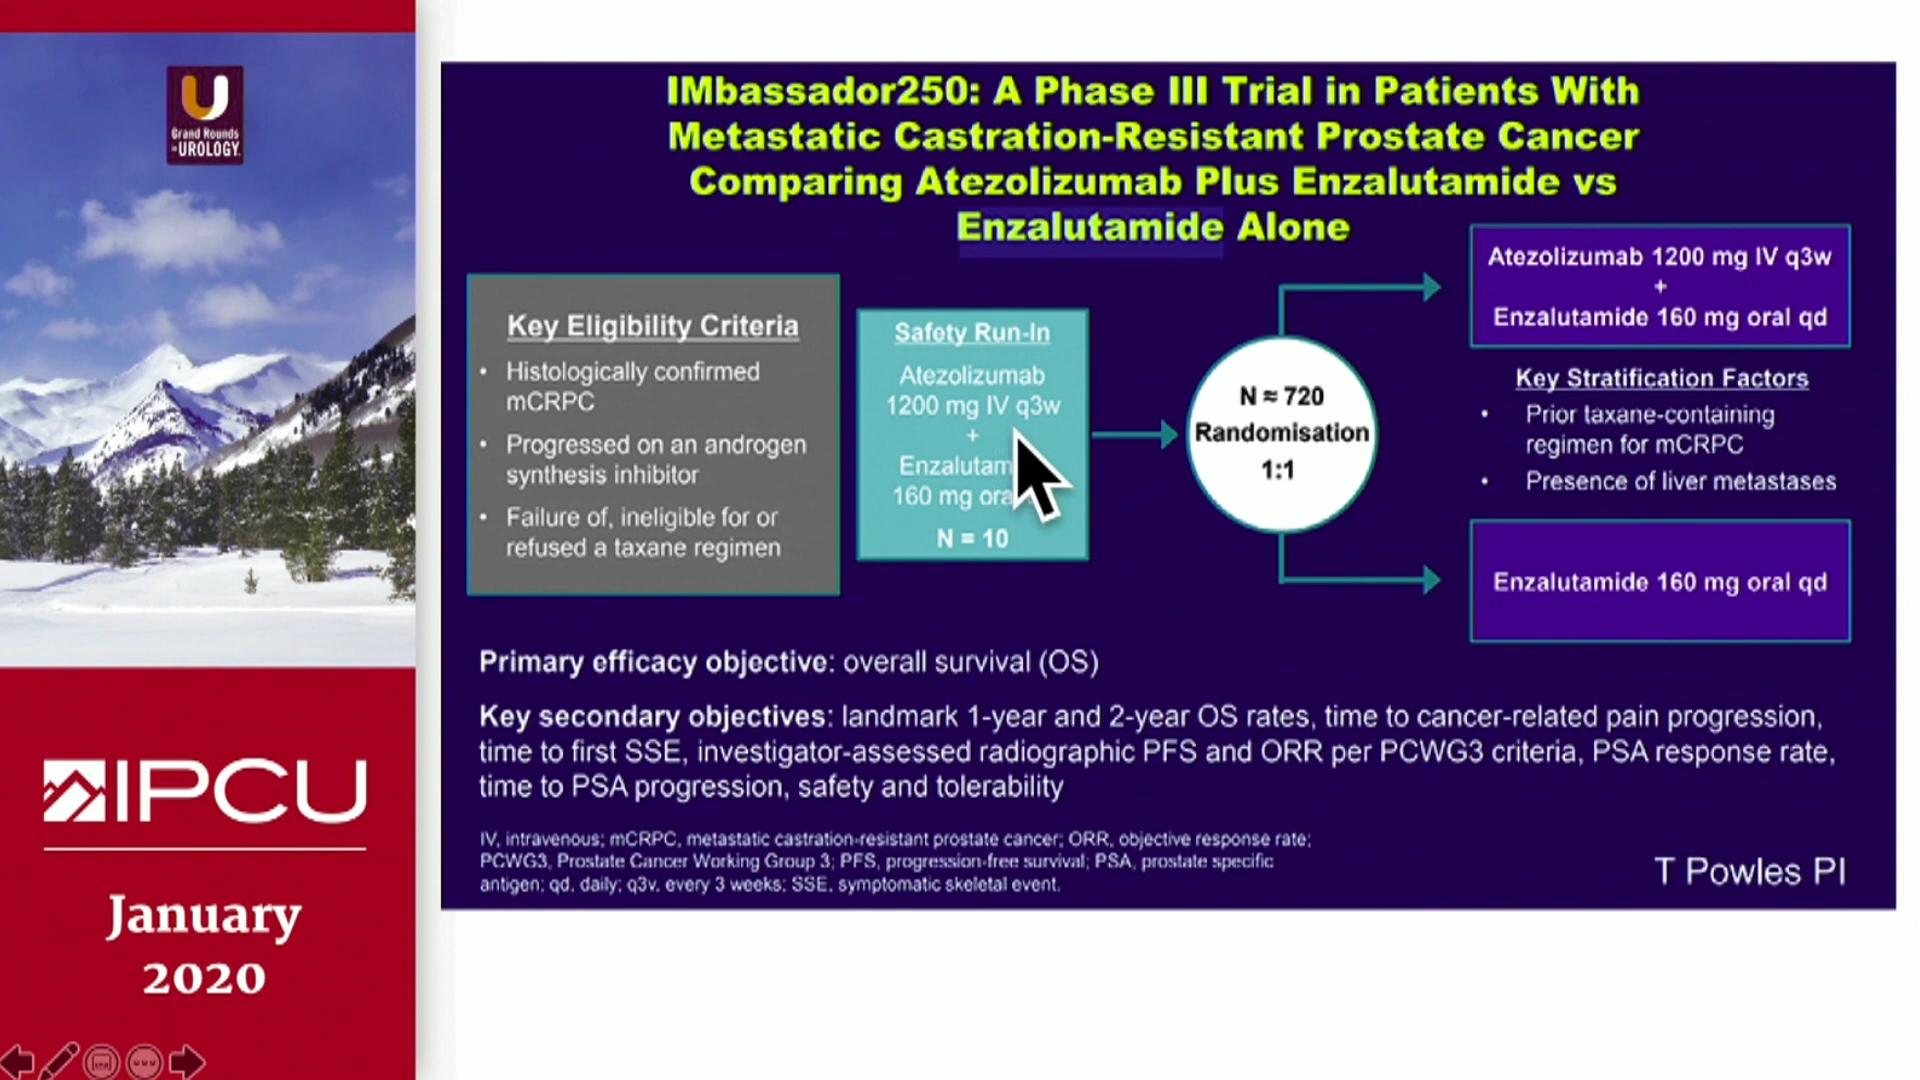 Grand Rounds
in UROLOGY
IPCU
January
2020
IMbassador250: A Phase III Trial in Patients With
Metastatic Castration-Resistant Prostate Cancer
Comparing Atezolizumab Plus Enzalutamide vs
Enzalutamide Alone
Key Eligibility Criteria
• Histologically confirmed
mCRPC
• Progressed on an androgen
synthesis inhibitor
• Failure of, ineligible for or
refused a taxane regimen
Safety Run-In
Atezolizumab
1200 mg IV q3w
+
160 mg
N = 10
N ≈ 720
Randomisation
1:1
Atezolizumab 1200 mg IV q3w
+
Enzalutamide 160 mg oral qd
Key Stratification Factors
• Prior taxane-containing
regimen for mCRPC
• Presence of liver metastases
Enzalutamide 160 mg oral qd
Primary efficacy objective: overall survival (OS)
Key secondary objectives: landmark 1-year and 2-year OS rates, time to cancer-related pain progression,
time to first SSE, investigator-assessed radiographic PFS and ORR per PCWG3 criteria, PSA response rate,
time to PSA progression, safety and tolerability
IV, intravenous; mCRPC, metastatic castration-resistant prostate cancer; ORR, objective response rate;
PCWG3, Prostate Cancer Working Group 3; PFS, progression-free survival; PSA, prostate specific
antigen; qd, daily; q3v, every 3 weeks; SSE, symptomatic skeletal event.
T Powles PI